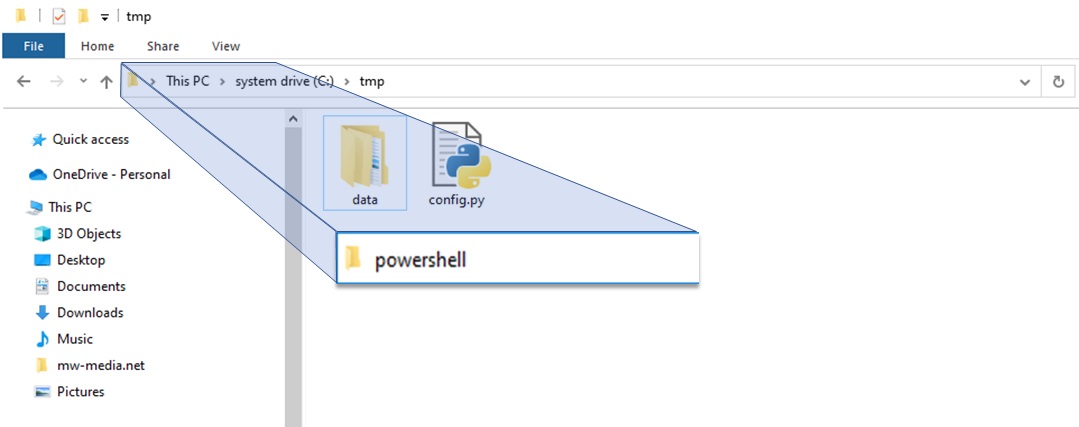 tmp
File Home Share View
This PC system drive (C:) tmp
Quick access
OneDrive - Personal
This PC
3D Objects
Desktop
Documents
Downloads
Music
mw-media.net
Pictures
data config.py
powershell